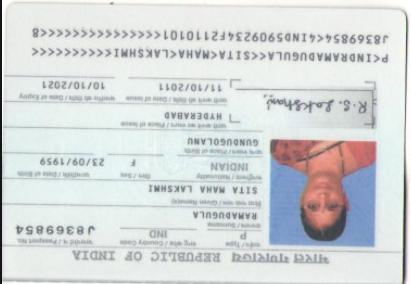 भारत गणराज्य REPUBLIC OF INDIA
टाईप / Type
P
राष्ट्र कोड / Country Code
IND
पासपोर्ट नं. / Passport No.
J8369854
उपनाम / Surname
RAMADUGULA
दिया गया नाम / Given Name(s)
SITA MAHA LAKSHMI
राष्ट्रीयता / Nationality
INDIAN
लिंग / Sex
F
जन्मतिथि / Date of Birth
23/09/1959
जन्म स्थान / Place of Birth
GUNDUGOLANU
जारी करने का स्थान / Place of Issue
HYDERABAD
जारी करने की तिथि / Date of Issue
11/10/2011
समाप्ति की तिथि / Date of Expiry
10/10/2021
R.S. Lakshmi
P<INDRAMADUGULA<<SITA<MAHA<LAKSHMI<<<<<<<<<<
J8369854<4IND5909234F2110101<<<<<<<<<<<<<<<8